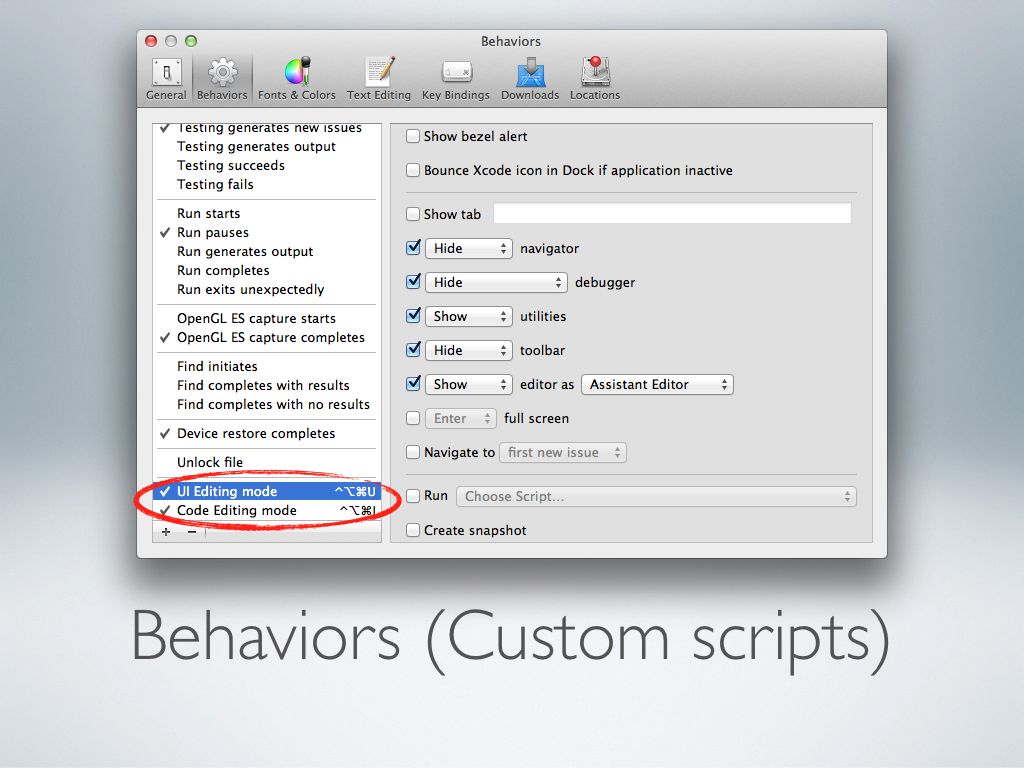 Behaviors
General Behaviors Fonts & Colors Text Editing Key Bindings Downloads Locations
Testing generates new issues
Testing generates output
Testing succeeds
Testing fails
Run starts
Run pauses
Run generates output
Run completes
Run exits unexpectedly
OpenGL ES capture starts
OpenGL ES capture completes
Find initiates
Find completes with results
Find completes with no results
Device restore completes
Unlock file
UI Editing mode ^⌥⌘U
Code Editing mode ^⌥⌘I
Show bezel alert
Bounce Xcode icon in Dock if application inactive
Show tab
Hide navigator
Hide debugger
Show utilities
Hide toolbar
Show editor as Assistant Editor
Enter full screen
Navigate to first new issue
Run Choose Script...
Create snapshot
Behaviors (Custom scripts)